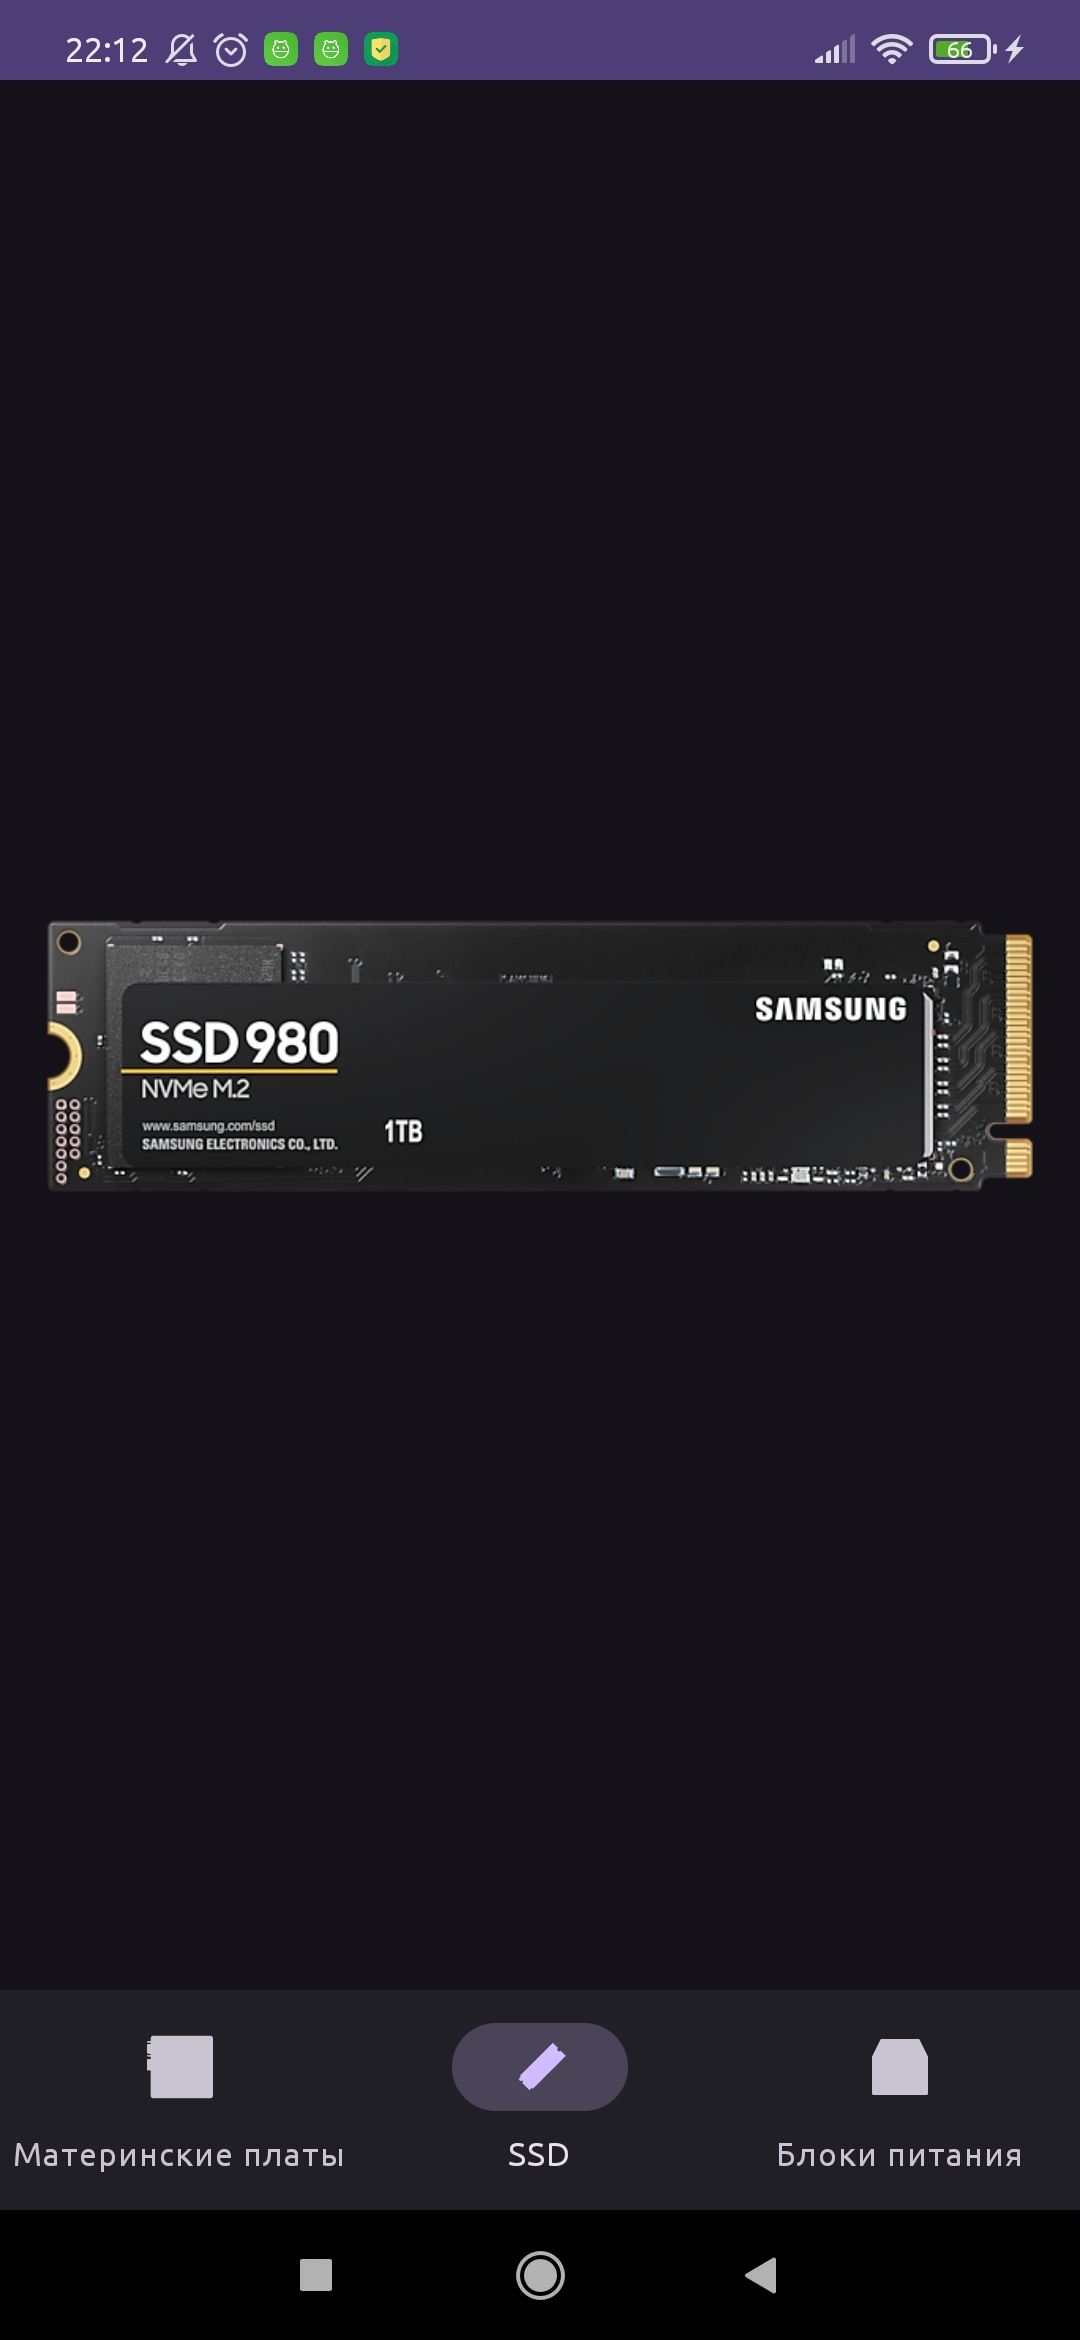 22:12
66
SAMSUNG
SSD 980
NVMe M.2
www.samsung.com/ssd
SAMSUNG ELECTRONICS CO., LTD.
1TB
Материнские платы
SSD
Блоки питания